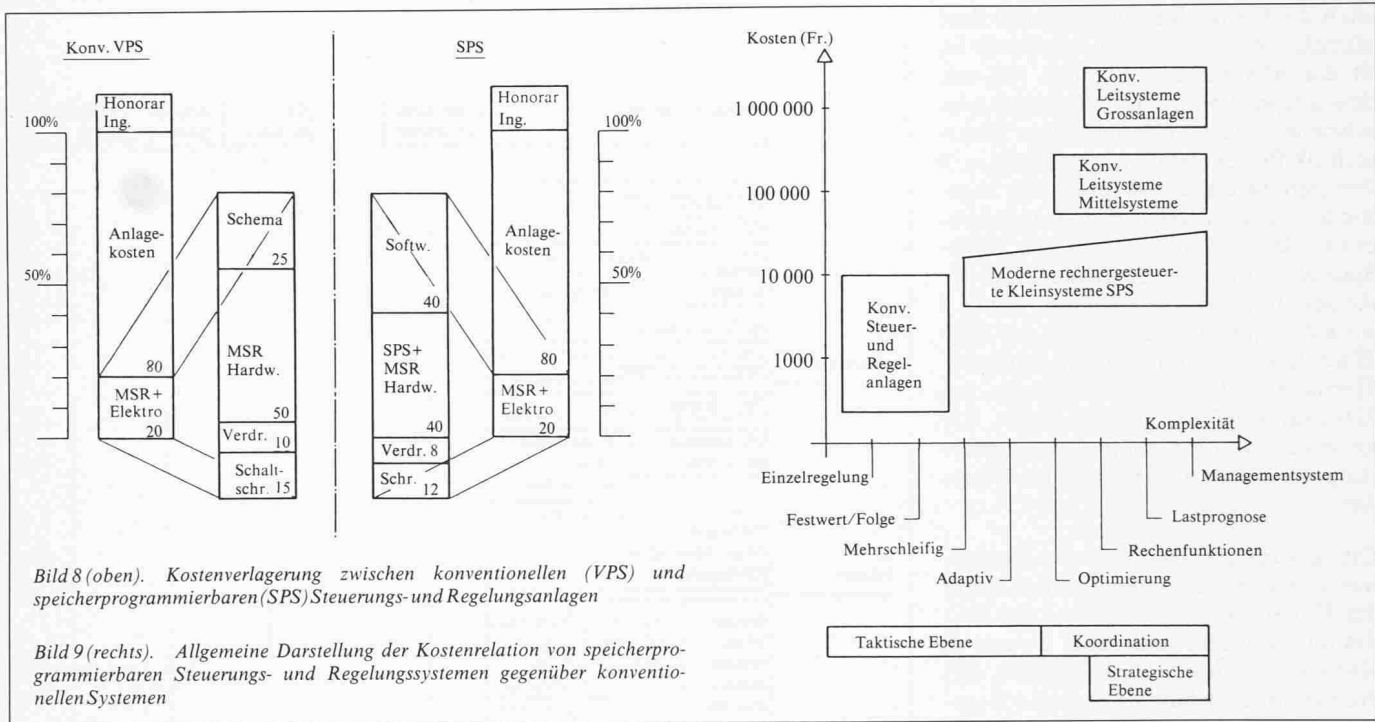 Konv. VPS
Honorar
Ing.
100%
Anlage-
kosten
50%
80
MSR +
Elektro
20
Schema
25
MSR
Hardw.
50
Verdr.
10
Schalt-
schr. 15
SPS
Softw.
40
SPS +
MSR
Hardw.
40
Verdr. 8
Schr.
12
Honorar
Ing.
100%
Anlage-
kosten
50%
80
MSR +
Elektro
20
Bild 8 (oben). Kostenverlagerung zwischen konventionellen (VPS) und
speicherprogrammierbaren (SPS) Steuerungs- und Regelungsanlagen
Bild 9 (rechts). Allgemeine Darstellung der Kostenrelation von speicherpro-
grammierbaren Steuerungs- und Regelungssystemen gegenüber konventio-
nellen Systemen
Kosten (Fr.)
1 000 000
100 000
10 000
1000
Konv.
Leitsysteme
Grossanlagen
Konv.
Leitsysteme
Mittelsysteme
Moderne rechnergesteuer-
te Kleinsysteme SPS
Konv.
Steuer-
und
Regel-
anlagen
Komplexität
Einzelregelung
Managementsystem
Festwert/Folge
Lastprognose
Mehrschleifig
Rechenfunktionen
Adaptiv
Optimierung
Taktische Ebene
Koordination
Strategische
Ebene